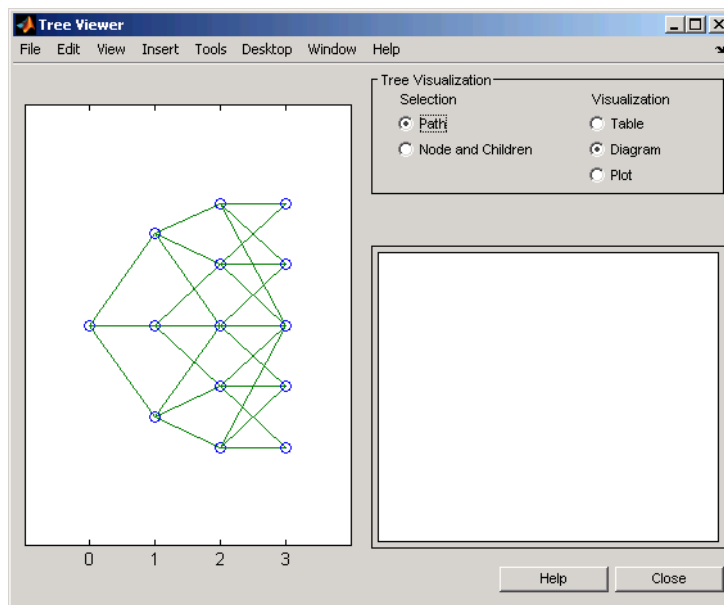 Tree Viewer
File Edit View Insert Tools Desktop Window Help
Tree Visualization
Selection Visualization
Path Table
Node and Children Diagram
Plot
0 1 2 3
Help Close